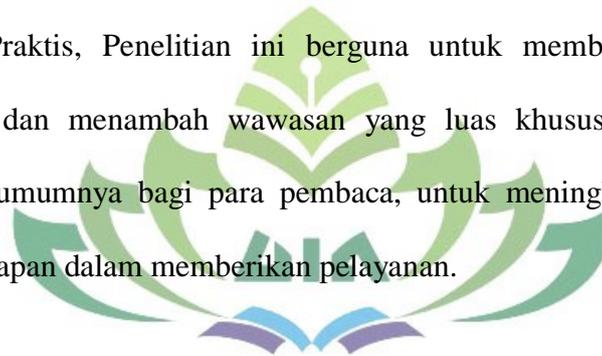 raktis, Penelitian ini berguna untuk memb
dan menambah wawasan yang luas khusus
umumnya bagi para pembaca, untuk mening
apan dalam memberikan pelayanan.